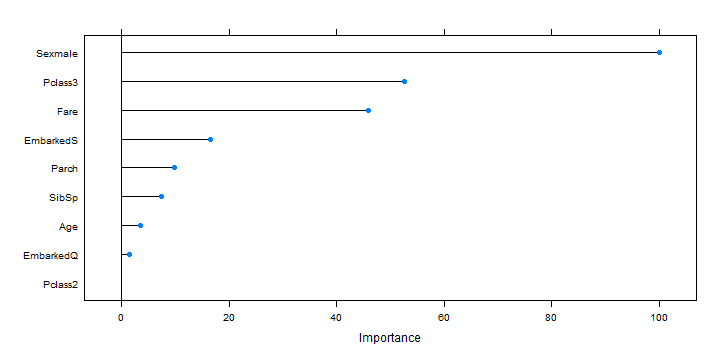 Sexmale
Pclass3
Fare
EmbarkedS
Parch
SibSp
Age
EmbarkedQ
Pclass2
0 20 40 60 80 100
Importance